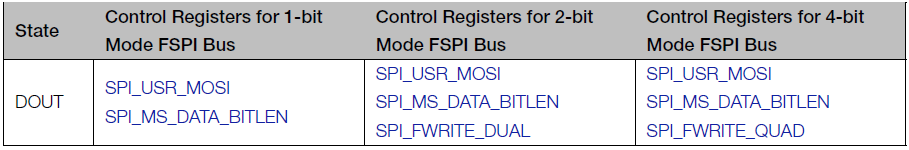 State
Control Registers for 1-bit
Mode FSPI Bus
Control Registers for 2-bit
Mode FSPI Bus
Control Registers for 4-bit
Mode FSPI Bus
DOUT
SPI_USR_MOSI
SPI_MS_DATA_BITLEN
SPI_USR_MOSI
SPI_MS_DATA_BITLEN
SPI_FWRITE_DUAL
SPI_USR_MOSI
SPI_MS_DATA_BITLEN
SPI_FWRITE_QUAD